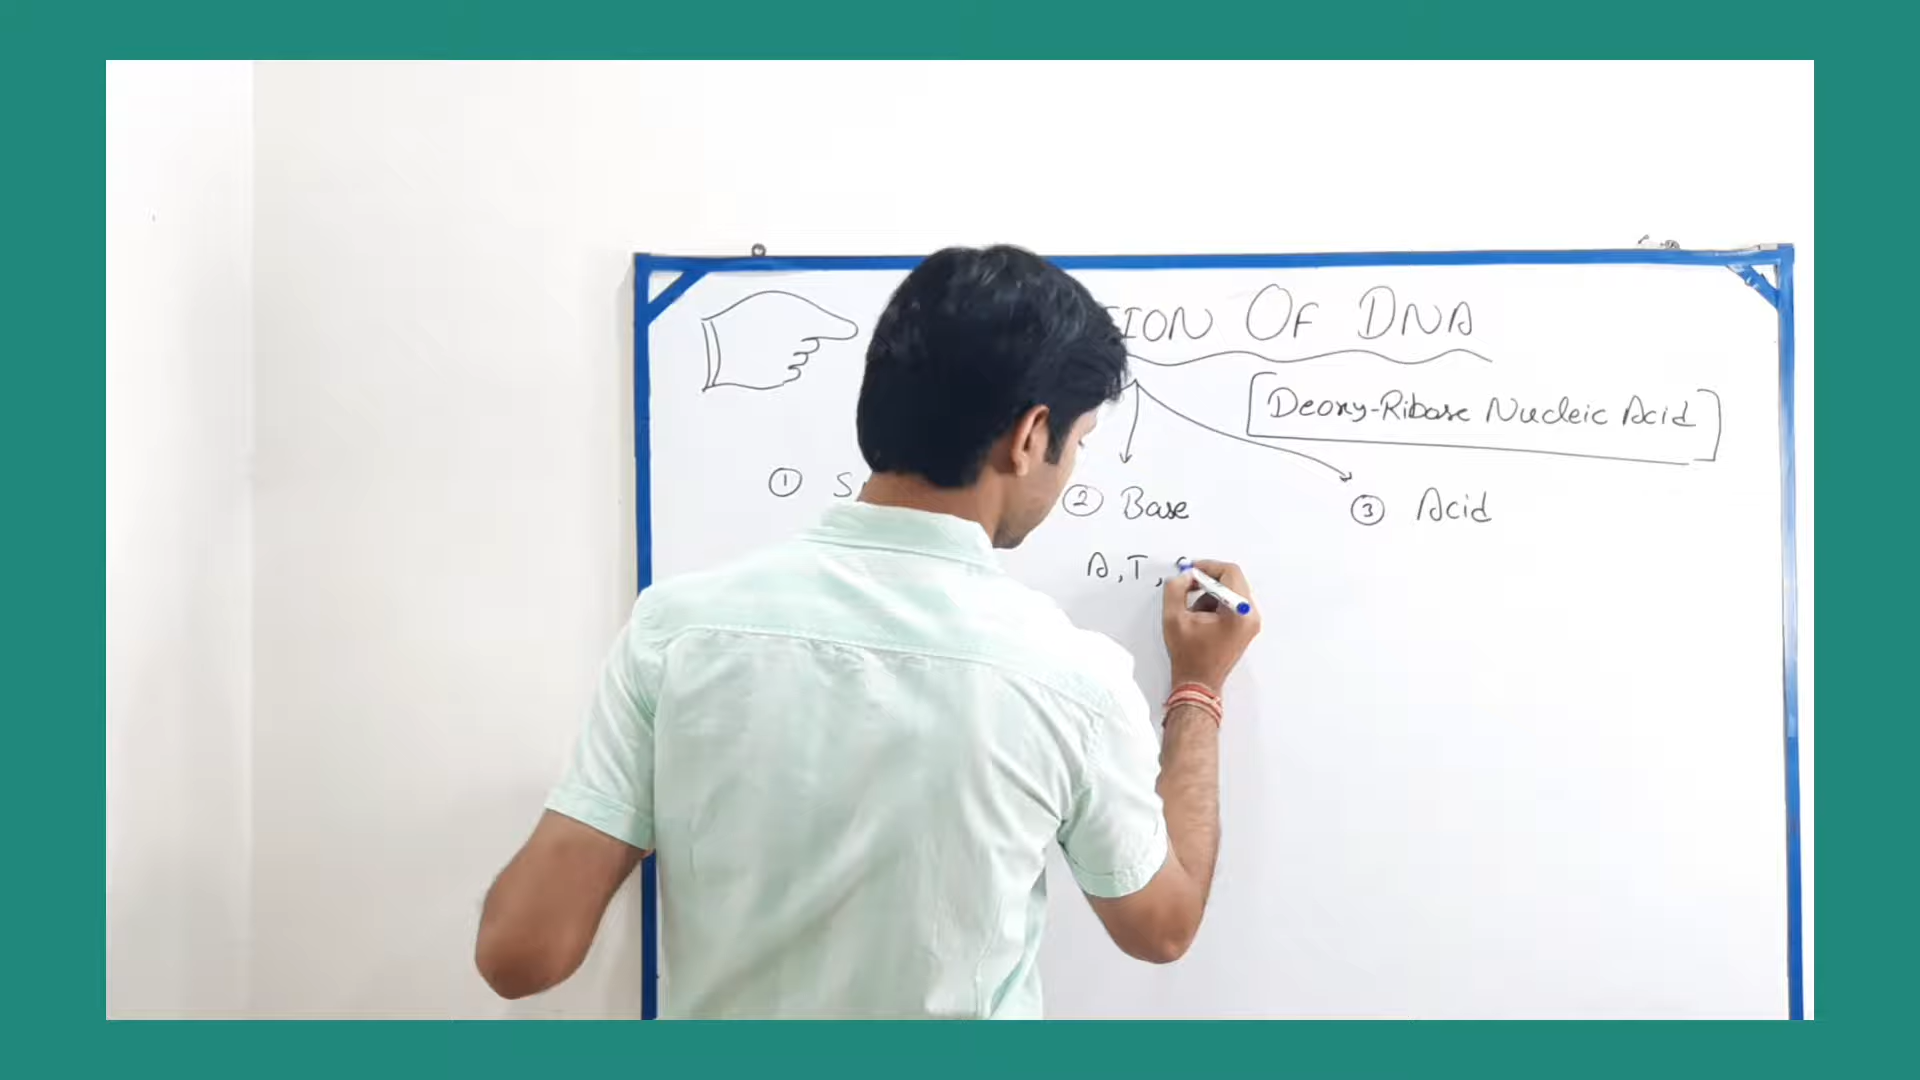 ION OF DNA
[Deoxy-Ribose Nucleic Acid]
① S
② Base
③ Acid
A, T,